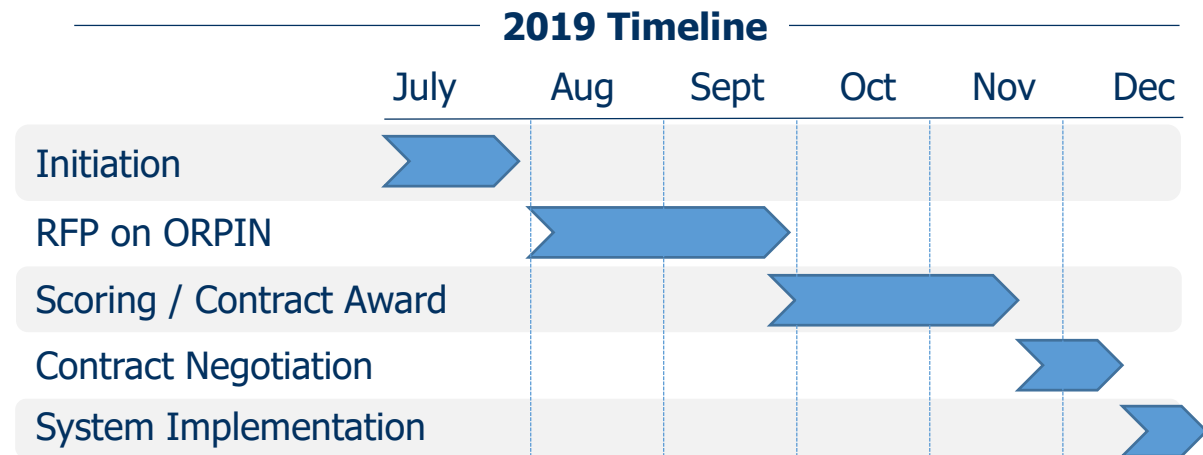 2019 Timeline
July Aug Sept Oct Nov Dec
Initiation
RFP on ORPIN
Scoring / Contract Award
Contract Negotiation
System Implementation